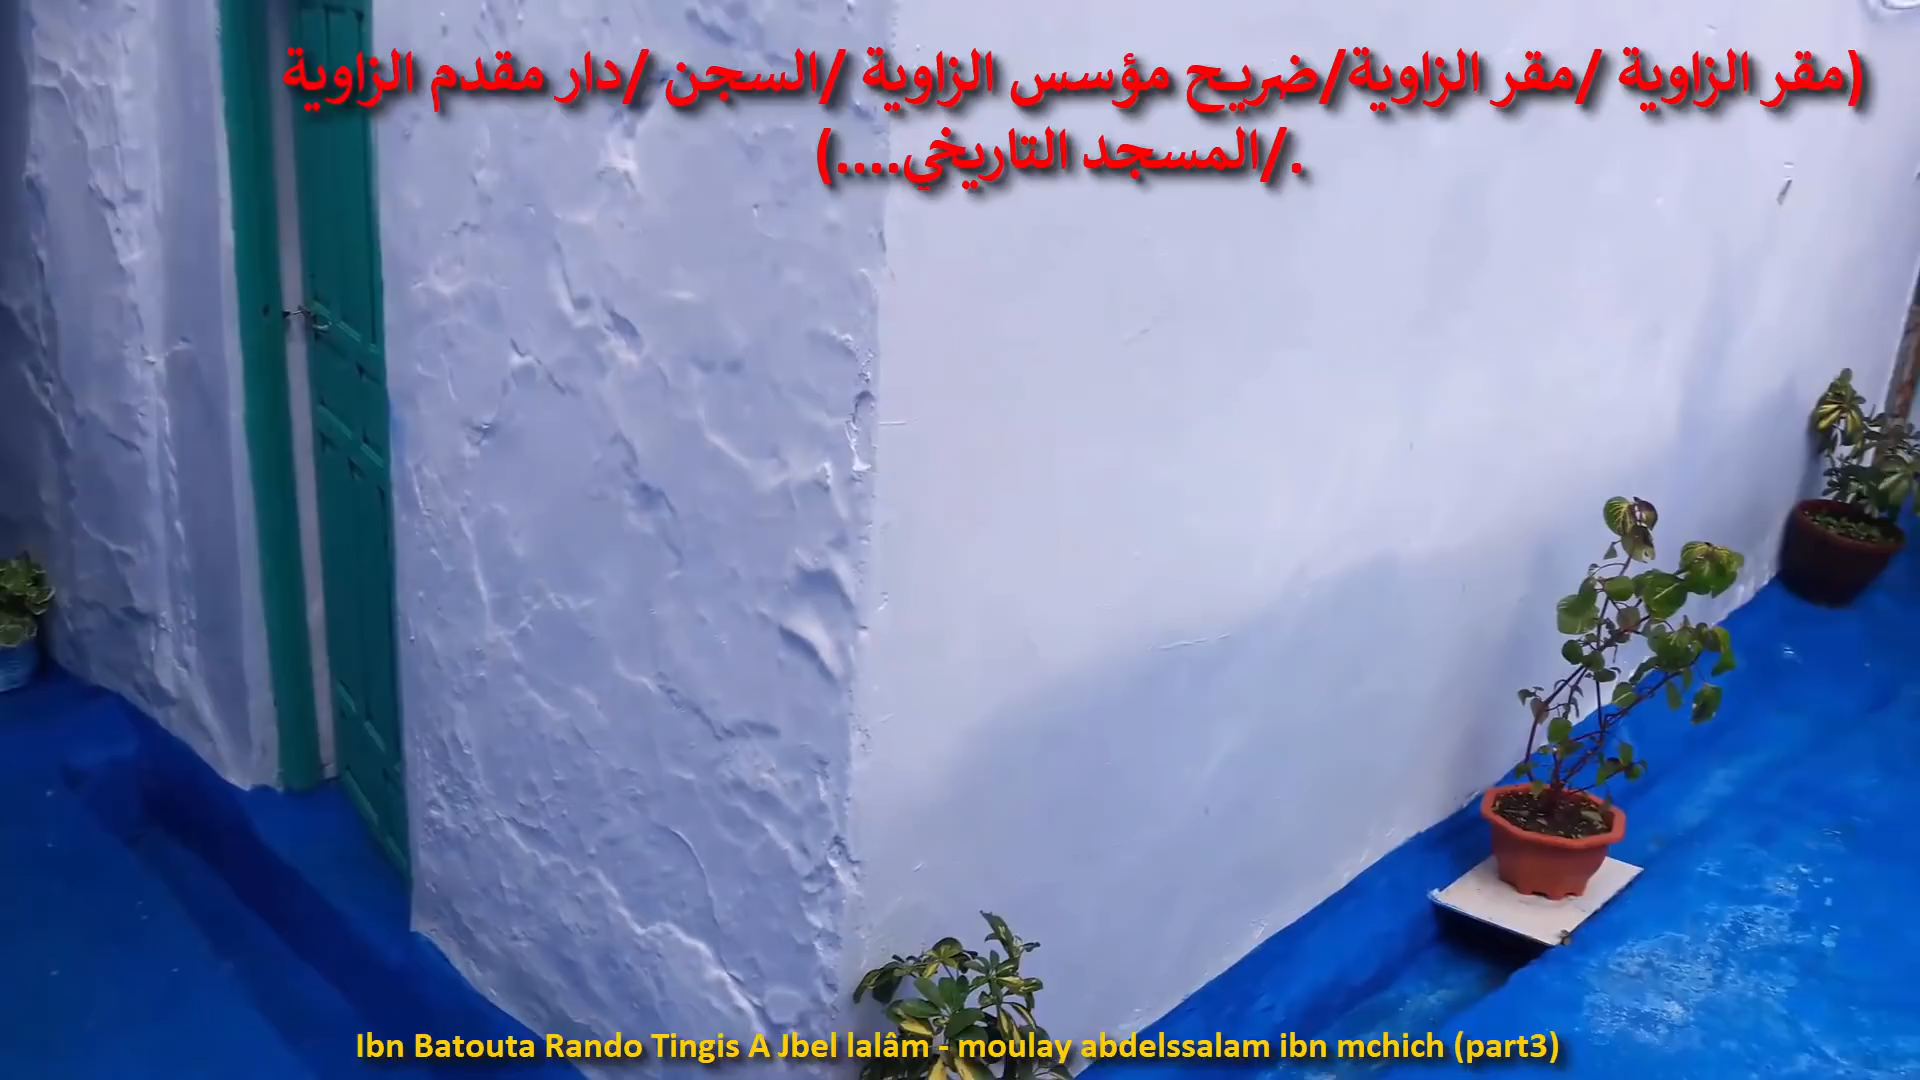 (مقر الزاوية /مقر الزاوية/ضريح مؤسس الزاوية /السجن /دار مقدم الزاوية
./المسجد التاريخي....)
Ibn Batouta Rando Tingis A Jbel lalâm - moulay abdelssalam ibn mchich (part3)